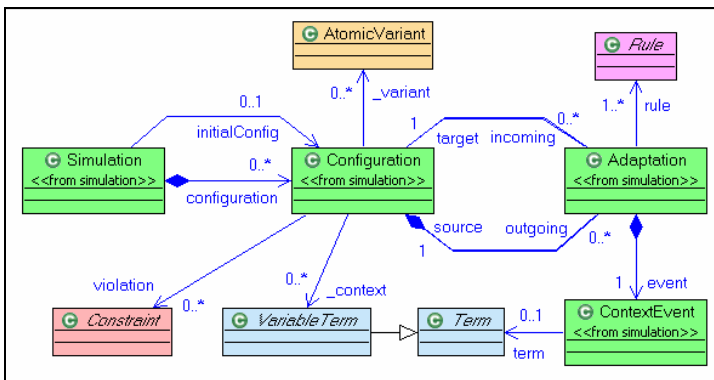 C AtomicVariant
C Rule
0..* _variant
1..* rule
0..1
initialConfig
1
target incoming
0..*
C Simulation
<<from simulation>>
0..*
configuration
C Configuration
<<from simulation>>
C Adaptation
<<from simulation>>
source outgoing
1
0..*
violation
0..*
0..*
_context
1 event
C Constraint
C VariableTerm
C Term
0..1
term
C ContextEvent
<<from simulation>>